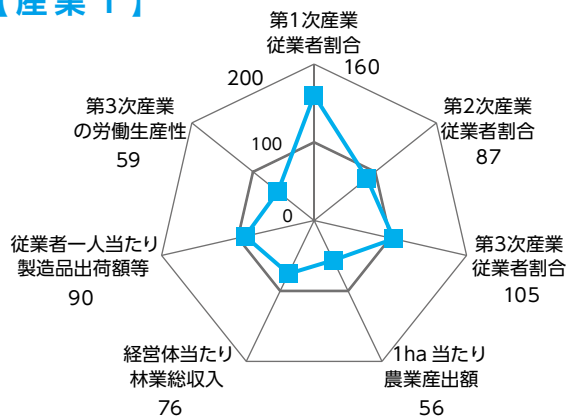 【産業Ⅰ】
第1次産業
従業者割合
160
200
第2次産業
従業者割合
87
第3次産業
の労働生産性
59
100
0
第3次産業
従業者割合
105
従業者一人当たり
製造品出荷額等
90
経営体当たり
林業総収入
76
1ha 当たり
農業産出額
56